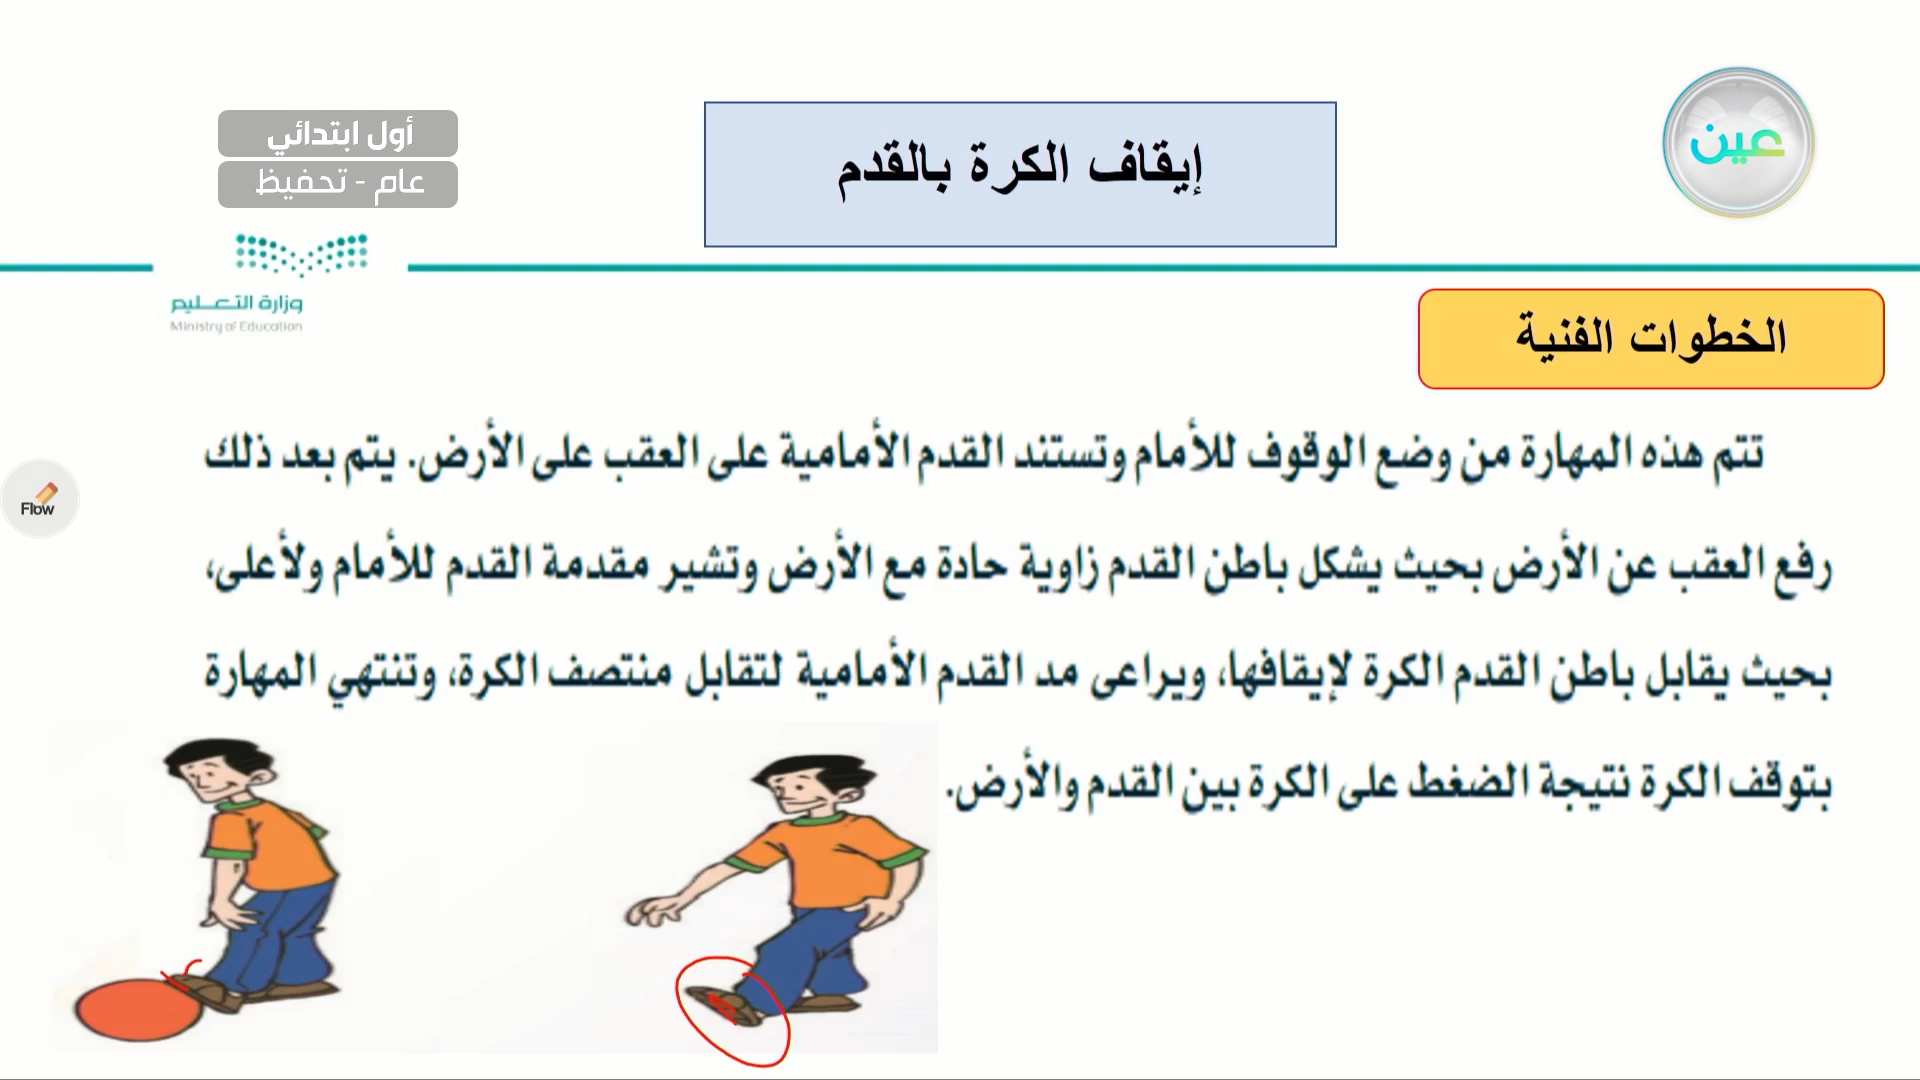 عين
إيقاف الكرة بالقدم
أول ابتدائي
عام - تحفيظ
وزارة التعليم
Ministry of Education
الخطوات الفنية
تتم هذه المهارة من وضع الوقوف للأمام وتستند القدم الأمامية على العقب على الأرض. يتم بعد ذلك
رفع العقب عن الأرض بحيث يشكل باطن القدم زاوية حادة مع الأرض وتشير مقدمة القدم للأمام ولأعلى،
بحيث يقابل باطن القدم الكرة لإيقافها، ويراعى مد القدم الأمامية لتقابل منتصف الكرة، وتنتهي المهارة
بتوقف الكرة نتيجة الضغط على الكرة بين القدم والأرض.
Flow